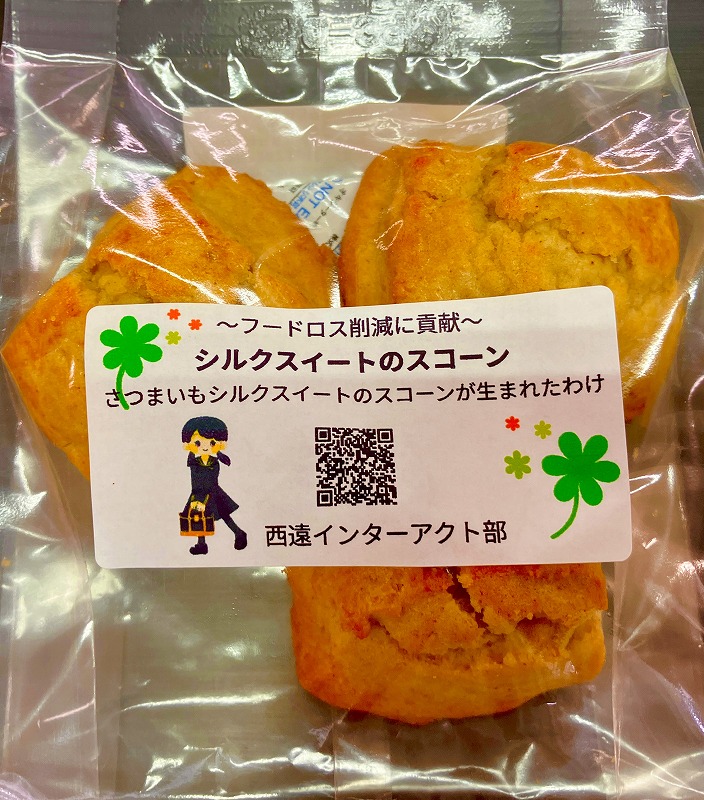 ～フードロス削減に貢献～
シルクスイートのスコーン
さつまいもシルクスイートのスコーンが生まれたわけ
西遠インターアクト部
NOT E